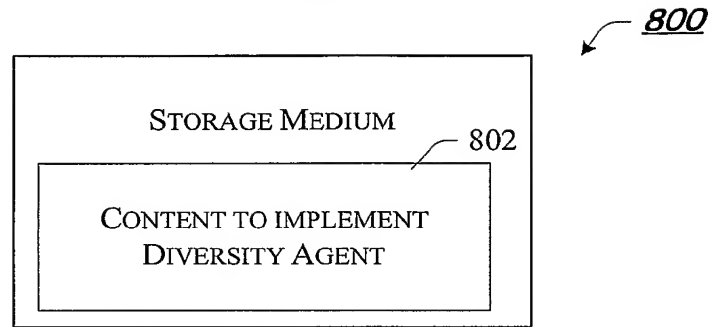 800
STORAGE MEDIUM
802
CONTENT TO IMPLEMENT
DIVERSITY AGENT